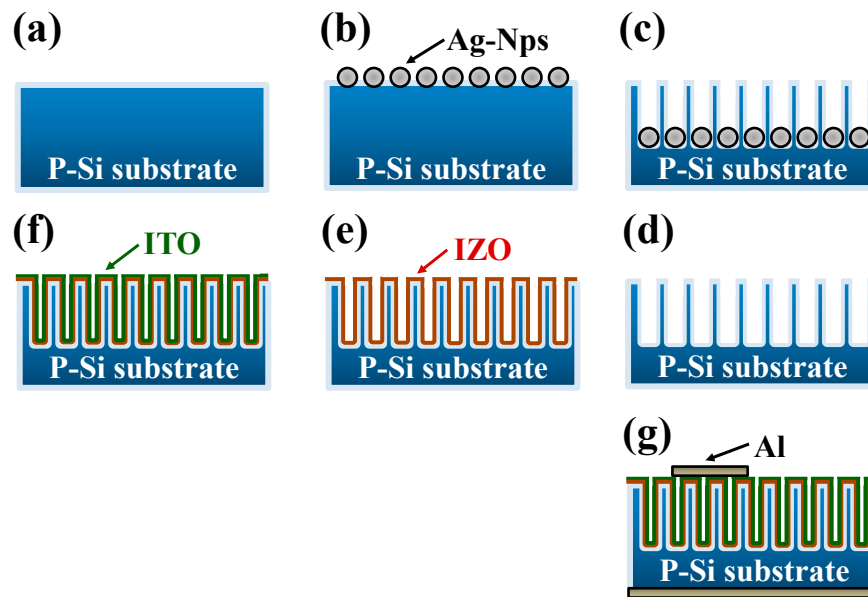 (a)
(b)
Ag-Nps
(c)
P-Si substrate
P-Si substrate
P-Si substrate
(f)
ITO
(e)
IZO
(d)
P-Si substrate
P-Si substrate
P-Si substrate
(g)
Al
P-Si substrate